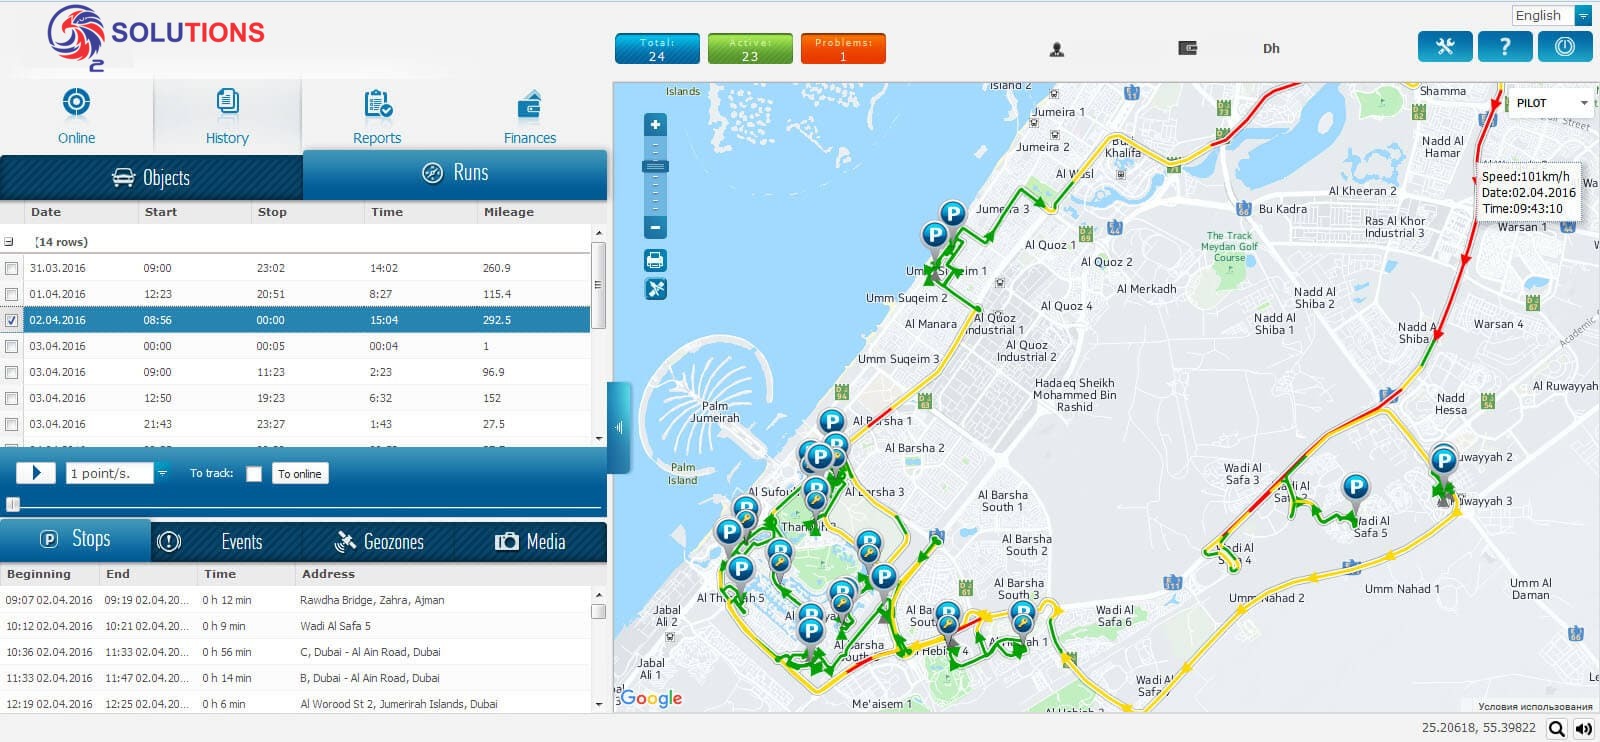 English
2 SOLUTIONS
Total: 24
Active: 23
Problems: 1
Dh
?
Online
History
Reports
Finances
Objects
Runs
Date Start Stop Time Mileage
(14 rows)
31.03.2016 09:00 23:02 14:02 260.9
01.04.2016 12:23 20:51 8:27 115.4
02.04.2016 08:56 00:00 15:04 292.5
03.04.2016 00:00 00:05 00:04 1
03.04.2016 09:00 11:23 2:23 96.9
03.04.2016 12:50 19:23 6:32 152
03.04.2016 21:43 23:27 1:43 27.5
1 point/s.
To track:
To online
Stops
Events
Geozones
Media
Beginning End Time Address
09:07 02.04.2016 09:19 02.04.20... 0 h 12 min Rawdha Bridge, Zahra, Ajman
10:12 02.04.2016 10:21 02.04.20... 0 h 9 min Wadi Al Safa 5
10:36 02.04.2016 11:33 02.04.20... 0 h 56 min C, Dubai - Al Ain Road, Dubai
11:33 02.04.2016 11:47 02.04.20... 0 h 14 min B, Dubai - Al Ain Road, Dubai
12:19 02.04.2016 12:25 02.04.20... 0 h 6 min Al Worood St 2, Jumerirah Islands, Dubai
PILOT
Speed:101km/h
Date:02.04.2016
Time:09:43:10
Islands
Island 2
Jumeira 1
Jumeira 2
Khalifa
Al Wasl
Jumeira 3
Shamma
Nadd Al
Hamar
Al Kheeran 2
Bu Kadra
Ras Al Khor
Industrial 3
Warsan 1
The Track
Meydan Golf
Course
Al Quoz 1
Al Quoz 2
Al Merkadh
Umm Suqeim 1
Umm Suqeim 2
Al Quoz 4
Al Manara
Al Quoz
Industrial 1
Al Quoz
Industrial 2
Umm Suqeim 3
Nadd Al
Shiba 2
Nadd Al
Shiba 1
Nadd A
Shiba
Warsan 4
Academic
Al Ruwayyah
Hadaeq Sheikh
Mohammed Bin
Rashid
Palm
Jumeirah
Nadd
Hessa
Al Barsha 1
Al Barsha 2
Palm
Island
Al Sufou
Al Barsha 3
Wadi Al
Safa 3
Al Barsha
South 1
Al Barsha
South 2
Wadi Al
Safa 5
Safa 4
Al Barsha
South 3
Umm Nahad 1
Umm Nahad 2
Umm Al
Daman
Wadi Al
Safa 6
Jabal
Ali 2
Jabal
Ali 1
Wadi Al
Me'aisem 1
Google
Условия использования
25.20618, 55.39822